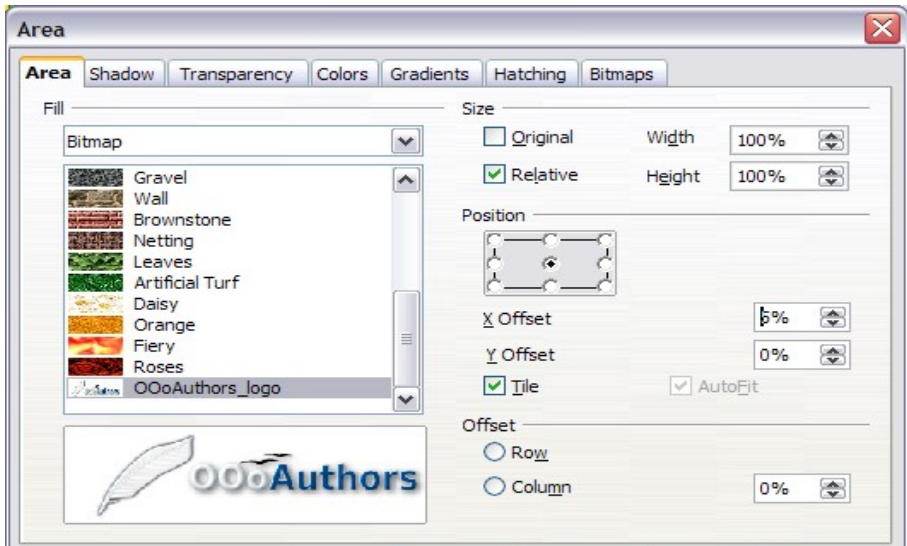 Area
Area Shadow Transparency Colors Gradients Hatching Bitmaps
Fill
Bitmap
Gravel
Wall
Brownstone
Netting
Leaves
Artificial Turf
Daisy
Orange
Fiery
Roses
OOoAuthors_logo
OOoAuthors
Size
Original Width 100%
Relative Height 100%
Position
X Offset 5%
Y Offset 0%
Tile AutoFit
Offset
Row
Column 0%